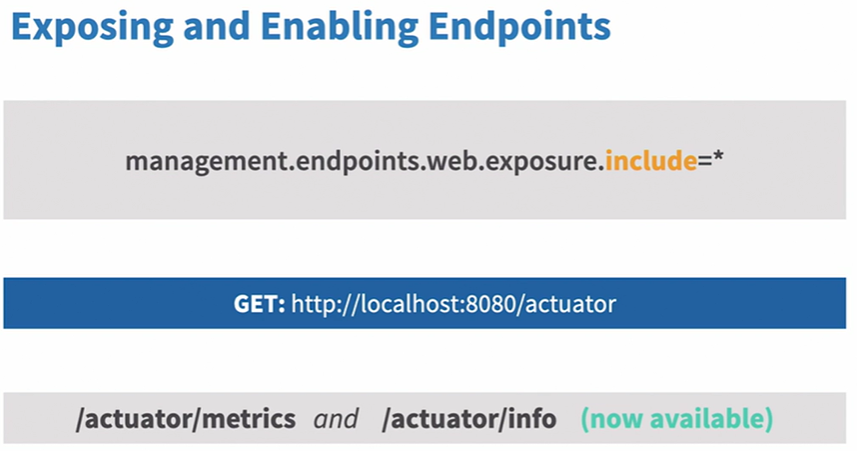 Exposing and Enabling Endpoints
management.endpoints.web.exposure.include=*
GET: http://localhost:8080/actuator
/actuator/metrics and /actuator/info (now available)